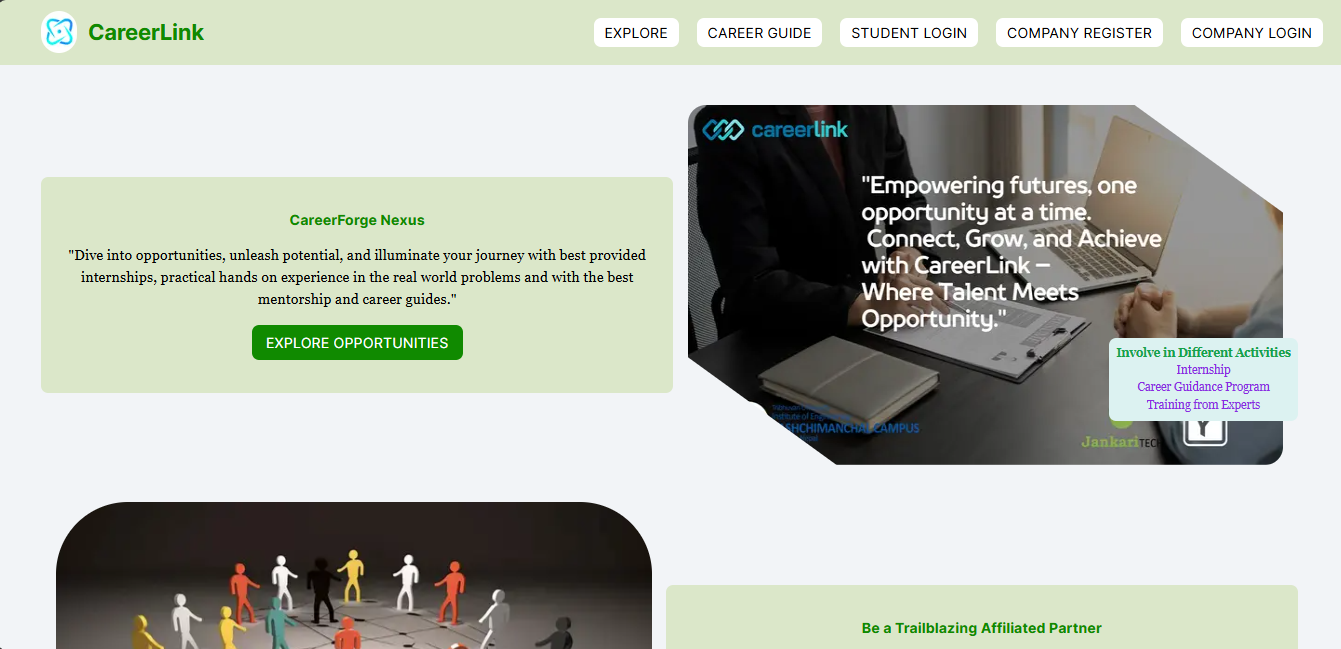 CareerLink
EXPLORE
CAREER GUIDE
STUDENT LOGIN
COMPANY REGISTER
COMPANY LOGIN
CareerForge Nexus
"Dive into opportunities, unleash potential, and illuminate your journey with best provided
internships, practical hands on experience in the real world problems and with the best
mentorship and career guides."
EXPLORE OPPORTUNITIES
careerlink
"Empowering futures, one
opportunity at a time.
Connect, Grow, and Achieve
with CareerLink –
Where Talent Meets
Opportunity."
Involve in Different Activities
Internship
Career Guidance Program
Training from Experts
Institute of
CAMPUS
Jankari TECH
Be a Trailblazing Affiliated Partner